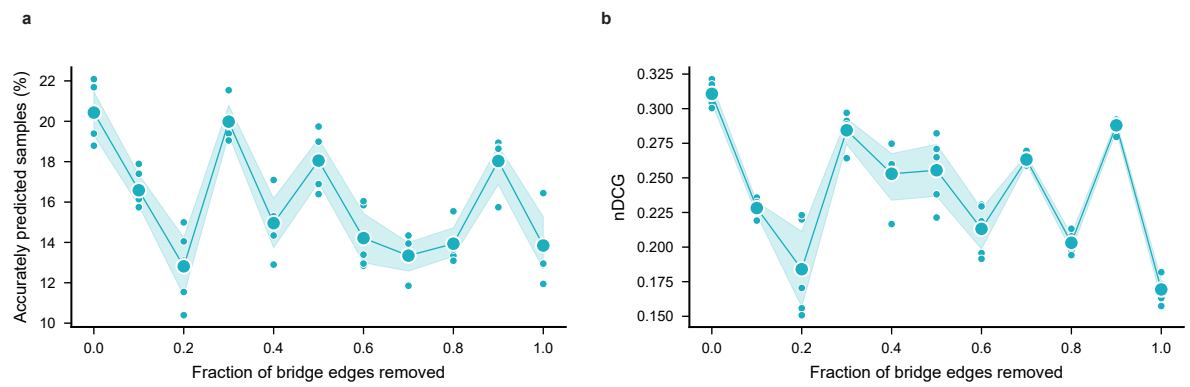 a
Accurately predicted samples (%)
22
20
18
16
14
12
10
0.0 0.2 0.4 0.6 0.8 1.0
Fraction of bridge edges removed
b
nDCG
0.325
0.300
0.275
0.250
0.225
0.200
0.175
0.150
0.0 0.2 0.4 0.6 0.8 1.0
Fraction of bridge edges removed